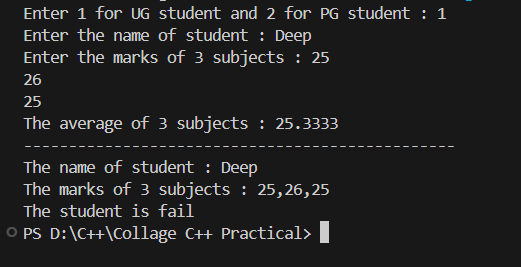 Enter 1 for UG student and 2 for PG student : 1
Enter the name of student : Deep
Enter the marks of 3 subjects : 25
26
25
The average of 3 subjects : 25.3333
------------------------------------------------
The name of student : Deep
The marks of 3 subjects : 25,26,25
The student is fail
PS D:\C++\Collage C++ Practical>